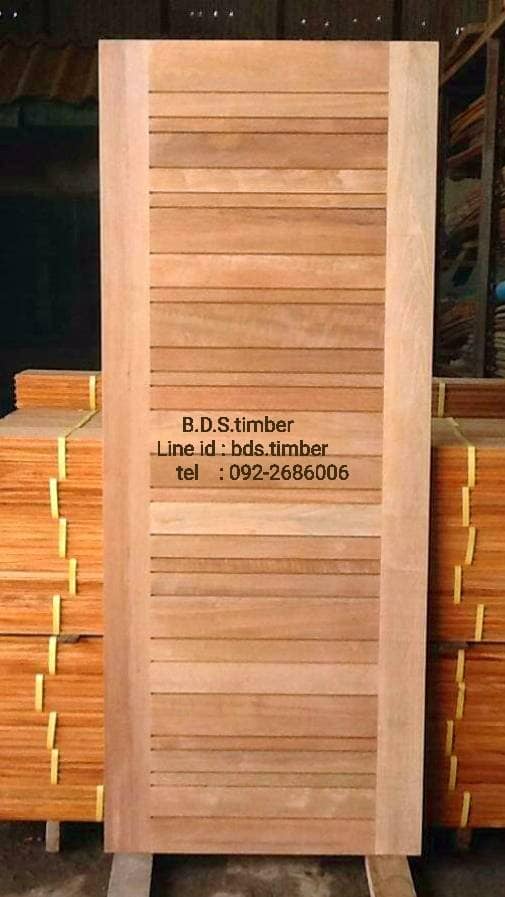 B.D.S.timber
Line id : bds.timber
tel : 092-2686006